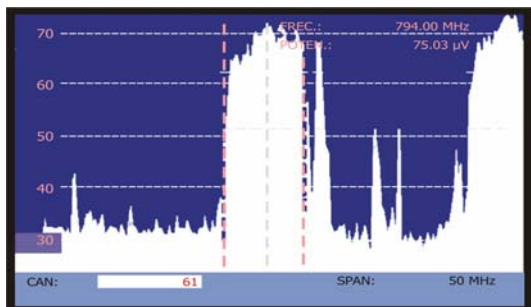 70 FREC.: 794.00 MHz
POTEN.: 75.03 µV
60
50
40
30
CAN: 61 SPAN: 50 MHz